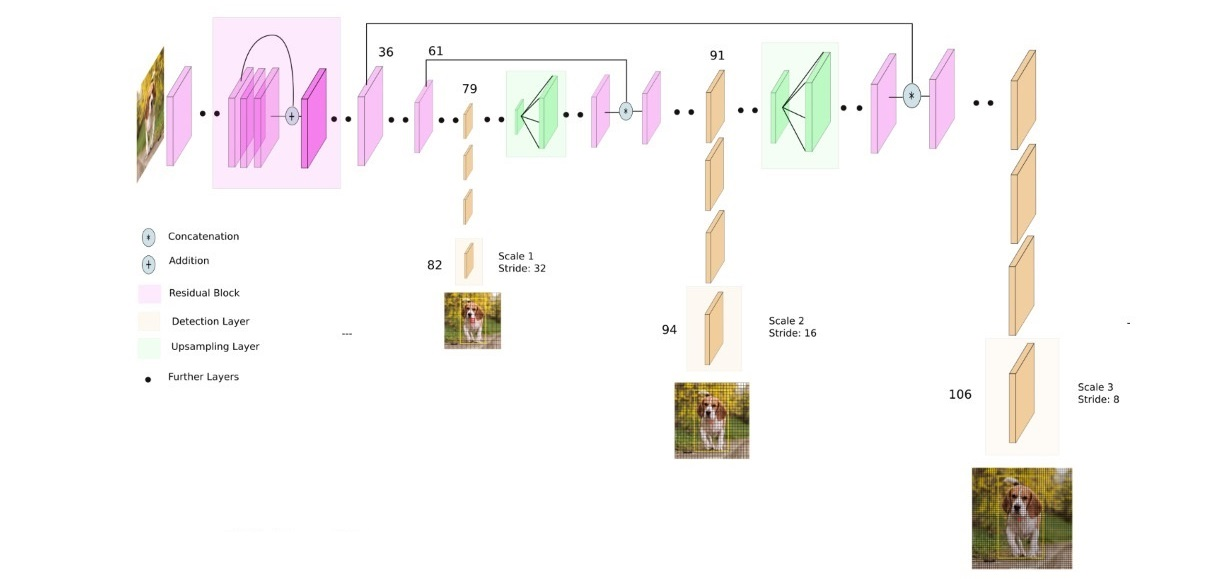 36
61
91
79
*
+
*
*
Concatenation
+
Addition
Residual Block
Detection Layer
Upsampling Layer
Further Layers
---
82
Scale 1
Stride: 32
94
Scale 2
Stride: 16
-
106
Scale 3
Stride: 8